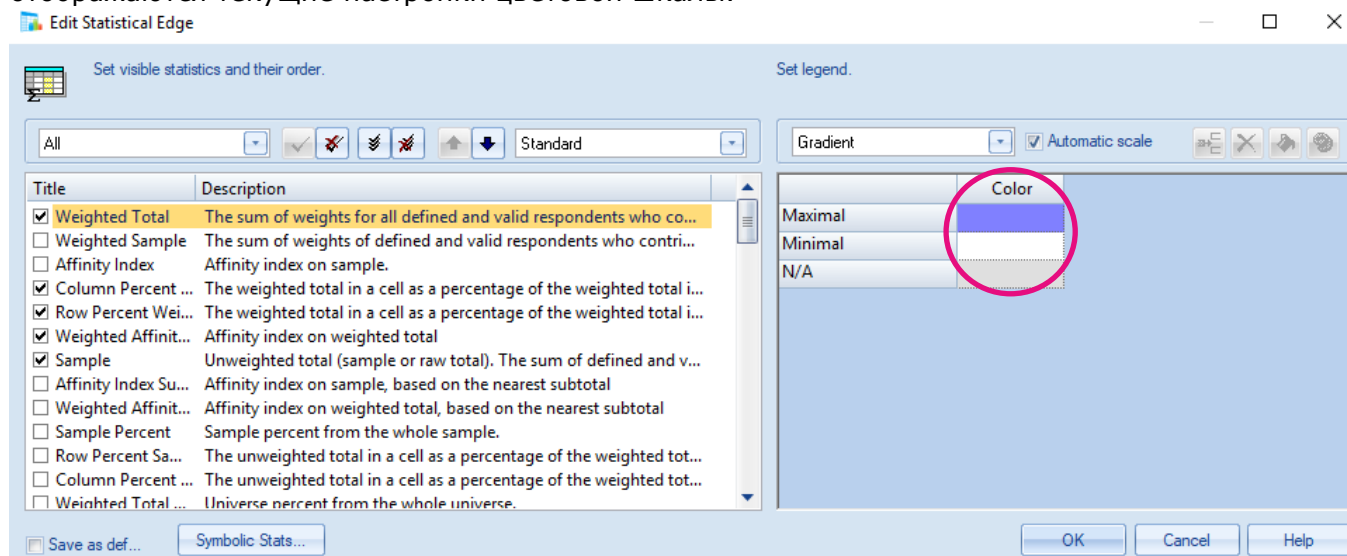 отображаются текущие настройки цветовой шкалы.
Edit Statistical Edge
Set visible statistics and their order.
Set legend.
All
Standard
Gradient
Automatic scale
Title Description
Weighted Total The sum of weights for all defined and valid respondents who co...
Weighted Sample The sum of weights of defined and valid respondents who contri...
Affinity Index Affinity index on sample.
Column Percent ... The weighted total in a cell as a percentage of the weighted total i...
Row Percent Wei... The weighted total in a cell as a percentage of the weighted total i...
Weighted Affinit... Affinity index on weighted total
Sample Unweighted total (sample or raw total). The sum of defined and v...
Affinity Index Su... Affinity index on sample, based on the nearest subtotal
Weighted Affinit... Affinity index on weighted total, based on the nearest subtotal
Sample Percent Sample percent from the whole sample.
Row Percent Sa... The unweighted total in a cell as a percentage of the weighted tot...
Column Percent ... The unweighted total in a cell as a percentage of the weighted tot...
Weighted Total ... Universe percent from the whole universe.
Color
Maximal
Minimal
N/A
Save as def...
Symbolic Stats...
OK
Cancel
Help